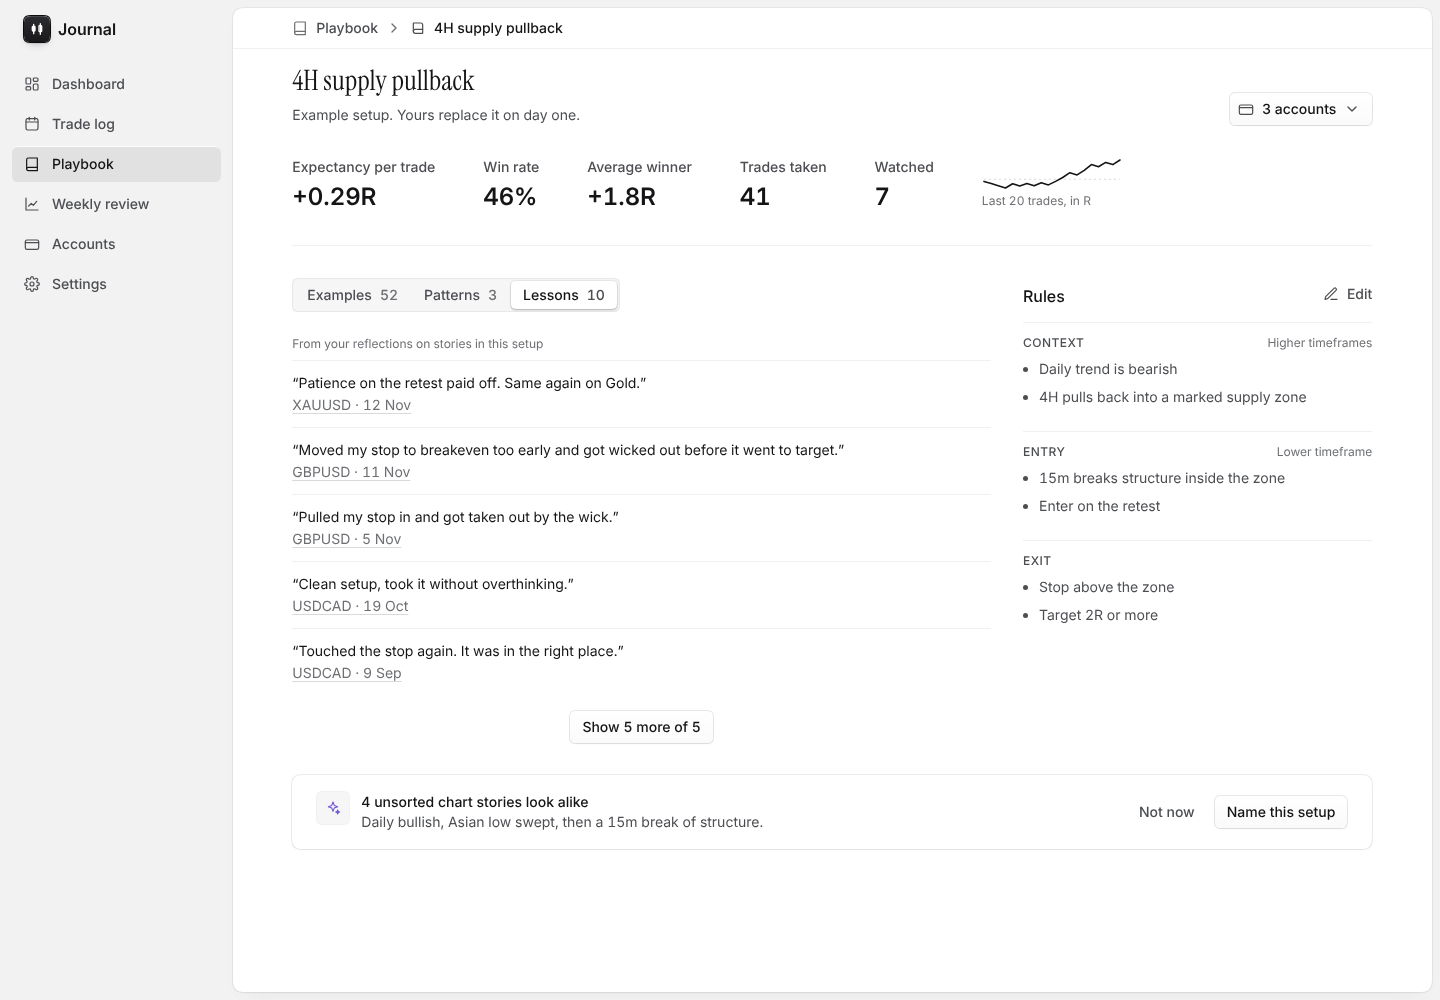 Journal
Dashboard
Trade log
Playbook
Weekly review
Accounts
Settings
Playbook
4H supply pullback
4H supply pullback
Example setup. Yours replace it on day one.
3 accounts
Expectancy per trade
+0.29R
Win rate
46%
Average winner
+1.8R
Trades taken
41
Watched
7
Last 20 trades, in R
Examples 52
Patterns 3
Lessons 10
From your reflections on stories in this setup
“Patience on the retest paid off. Same again on Gold.”
XAUUSD · 12 Nov
“Moved my stop to breakeven too early and got wicked out before it went to target.”
GBPUSD · 11 Nov
“Pulled my stop in and got taken out by the wick.”
GBPUSD · 5 Nov
“Clean setup, took it without overthinking.”
USDCAD · 19 Oct
“Touched the stop again. It was in the right place.”
USDCAD · 9 Sep
Show 5 more of 5
Rules
Edit
CONTEXT
Higher timeframes
Daily trend is bearish
4H pulls back into a marked supply zone
ENTRY
Lower timeframe
15m breaks structure inside the zone
Enter on the retest
EXIT
Stop above the zone
Target 2R or more
4 unsorted chart stories look alike
Daily bullish, Asian low swept, then a 15m break of structure.
Not now
Name this setup